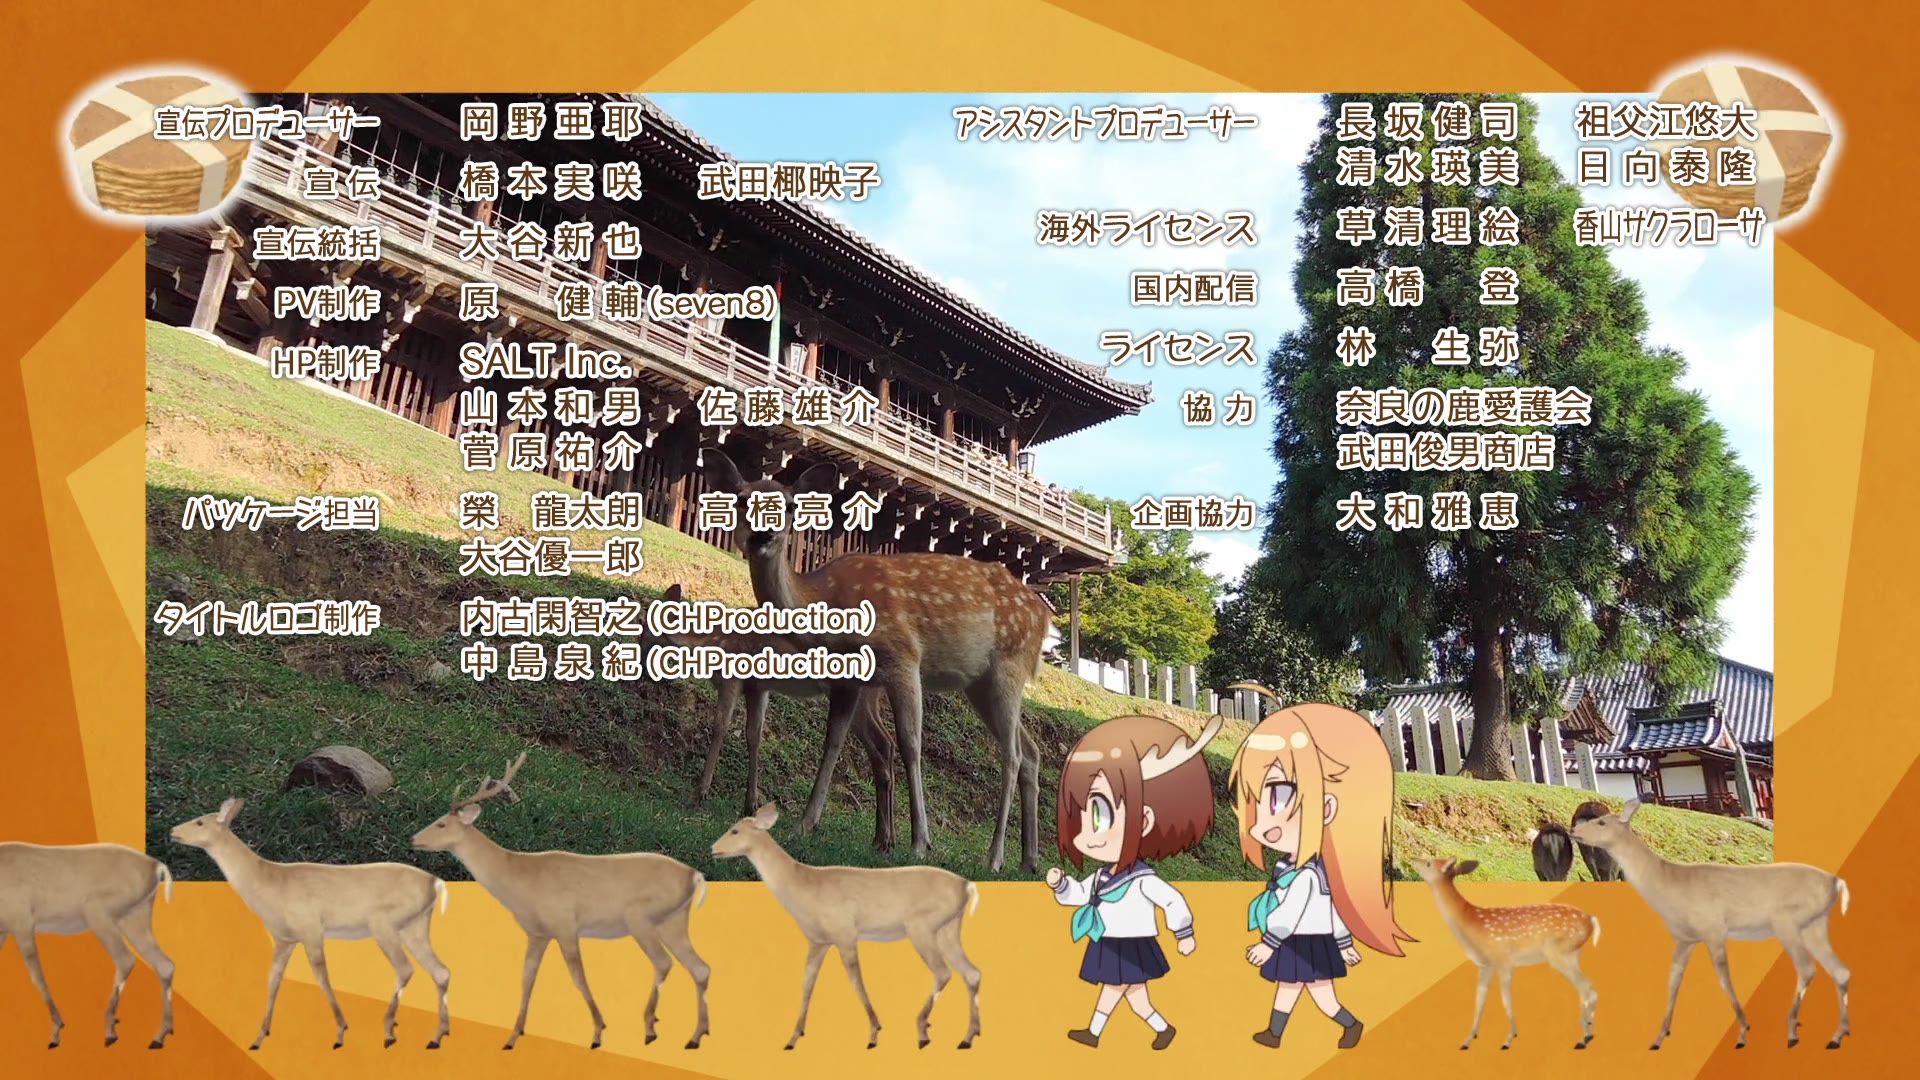 宣伝プロデューサー 岡野亜耶
宣伝 橋本実咲 武田椰映子
宣伝統括 大谷新也
PV制作 原 健輔(seven8)
HP制作 SALT Inc.
山本和男 佐藤雄介
菅原祐介
パッケージ担当 榮 龍太朗 高橋亮介
大谷優一郎
タイトルロゴ制作 内古閑智之(CHProduction)
中島泉紀(CHProduction)
アシスタントプロデューサー 長坂健司 祖父江悠大
清水瑛美 日向泰隆
海外ライセンス 草清理絵 香山サクラローサ
国内配信 高橋 登
ライセンス 林 生弥
協力 奈良の鹿愛護会
武田俊男商店
企画協力 大和雅恵